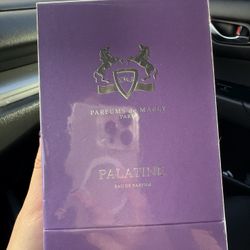 PARFUMS de MARLY
PARIS
PALATINE
EAU DE PARFUM